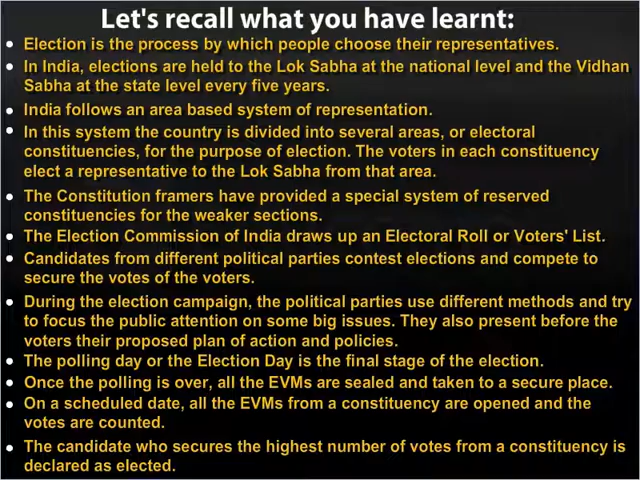 Let's recall what you have learnt:
• Election is the process by which people choose their representatives.
• In India, elections are held to the Lok Sabha at the national level and the Vidhan
Sabha at the state level every five years.
• India follows an area based system of representation.
• In this system the country is divided into several areas, or electoral
constituencies, for the purpose of election. The voters in each constituency
elect a representative to the Lok Sabha from that area.
• The Constitution framers have provided a special system of reserved
constituencies for the weaker sections.
• The Election Commission of India draws up an Electoral Roll or Voters' List.
• Candidates from different political parties contest elections and compete to
secure the votes of the voters.
• During the election campaign, the political parties use different methods and try
to focus the public attention on some big issues. They also present before the
voters their proposed plan of action and policies.
• The polling day or the Election Day is the final stage of the election.
• Once the polling is over, all the EVMs are sealed and taken to a secure place.
• On a scheduled date, all the EVMs from a constituency are opened and the
votes are counted.
• The candidate who secures the highest number of votes from a constituency is
declared as elected.